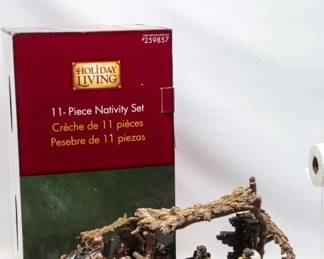 #259857
HOLIDAY
LIVING
11- Piece Nativity Set
Crèche de 11 pièces
Pesebre de 11 piezas